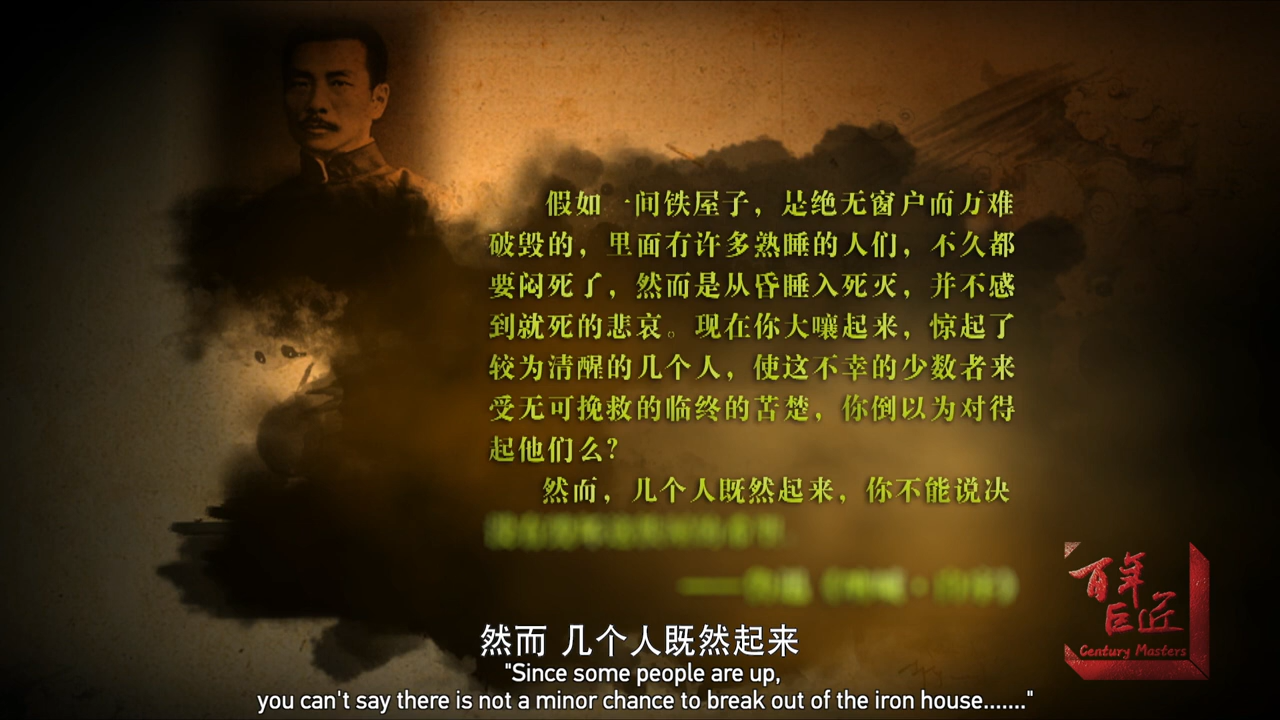 假如一间铁屋子，是绝无窗户而万难
破毁的，里面有许多熟睡的人们，不久都
要闷死了，然而是从昏睡入死灭，并不感
到就死的悲哀。现在你大嚷起来，惊起了
较为清醒的几个人，使这不幸的少数者来
受无可挽救的临终的苦楚，你倒以为对得
起他们么？
然而，几个人既然起来，你不能说决
百年
巨匠
Century Masters
然而 几个人既然起来
"Since some people are up,
you can't say there is not a minor chance to break out of the iron house......."